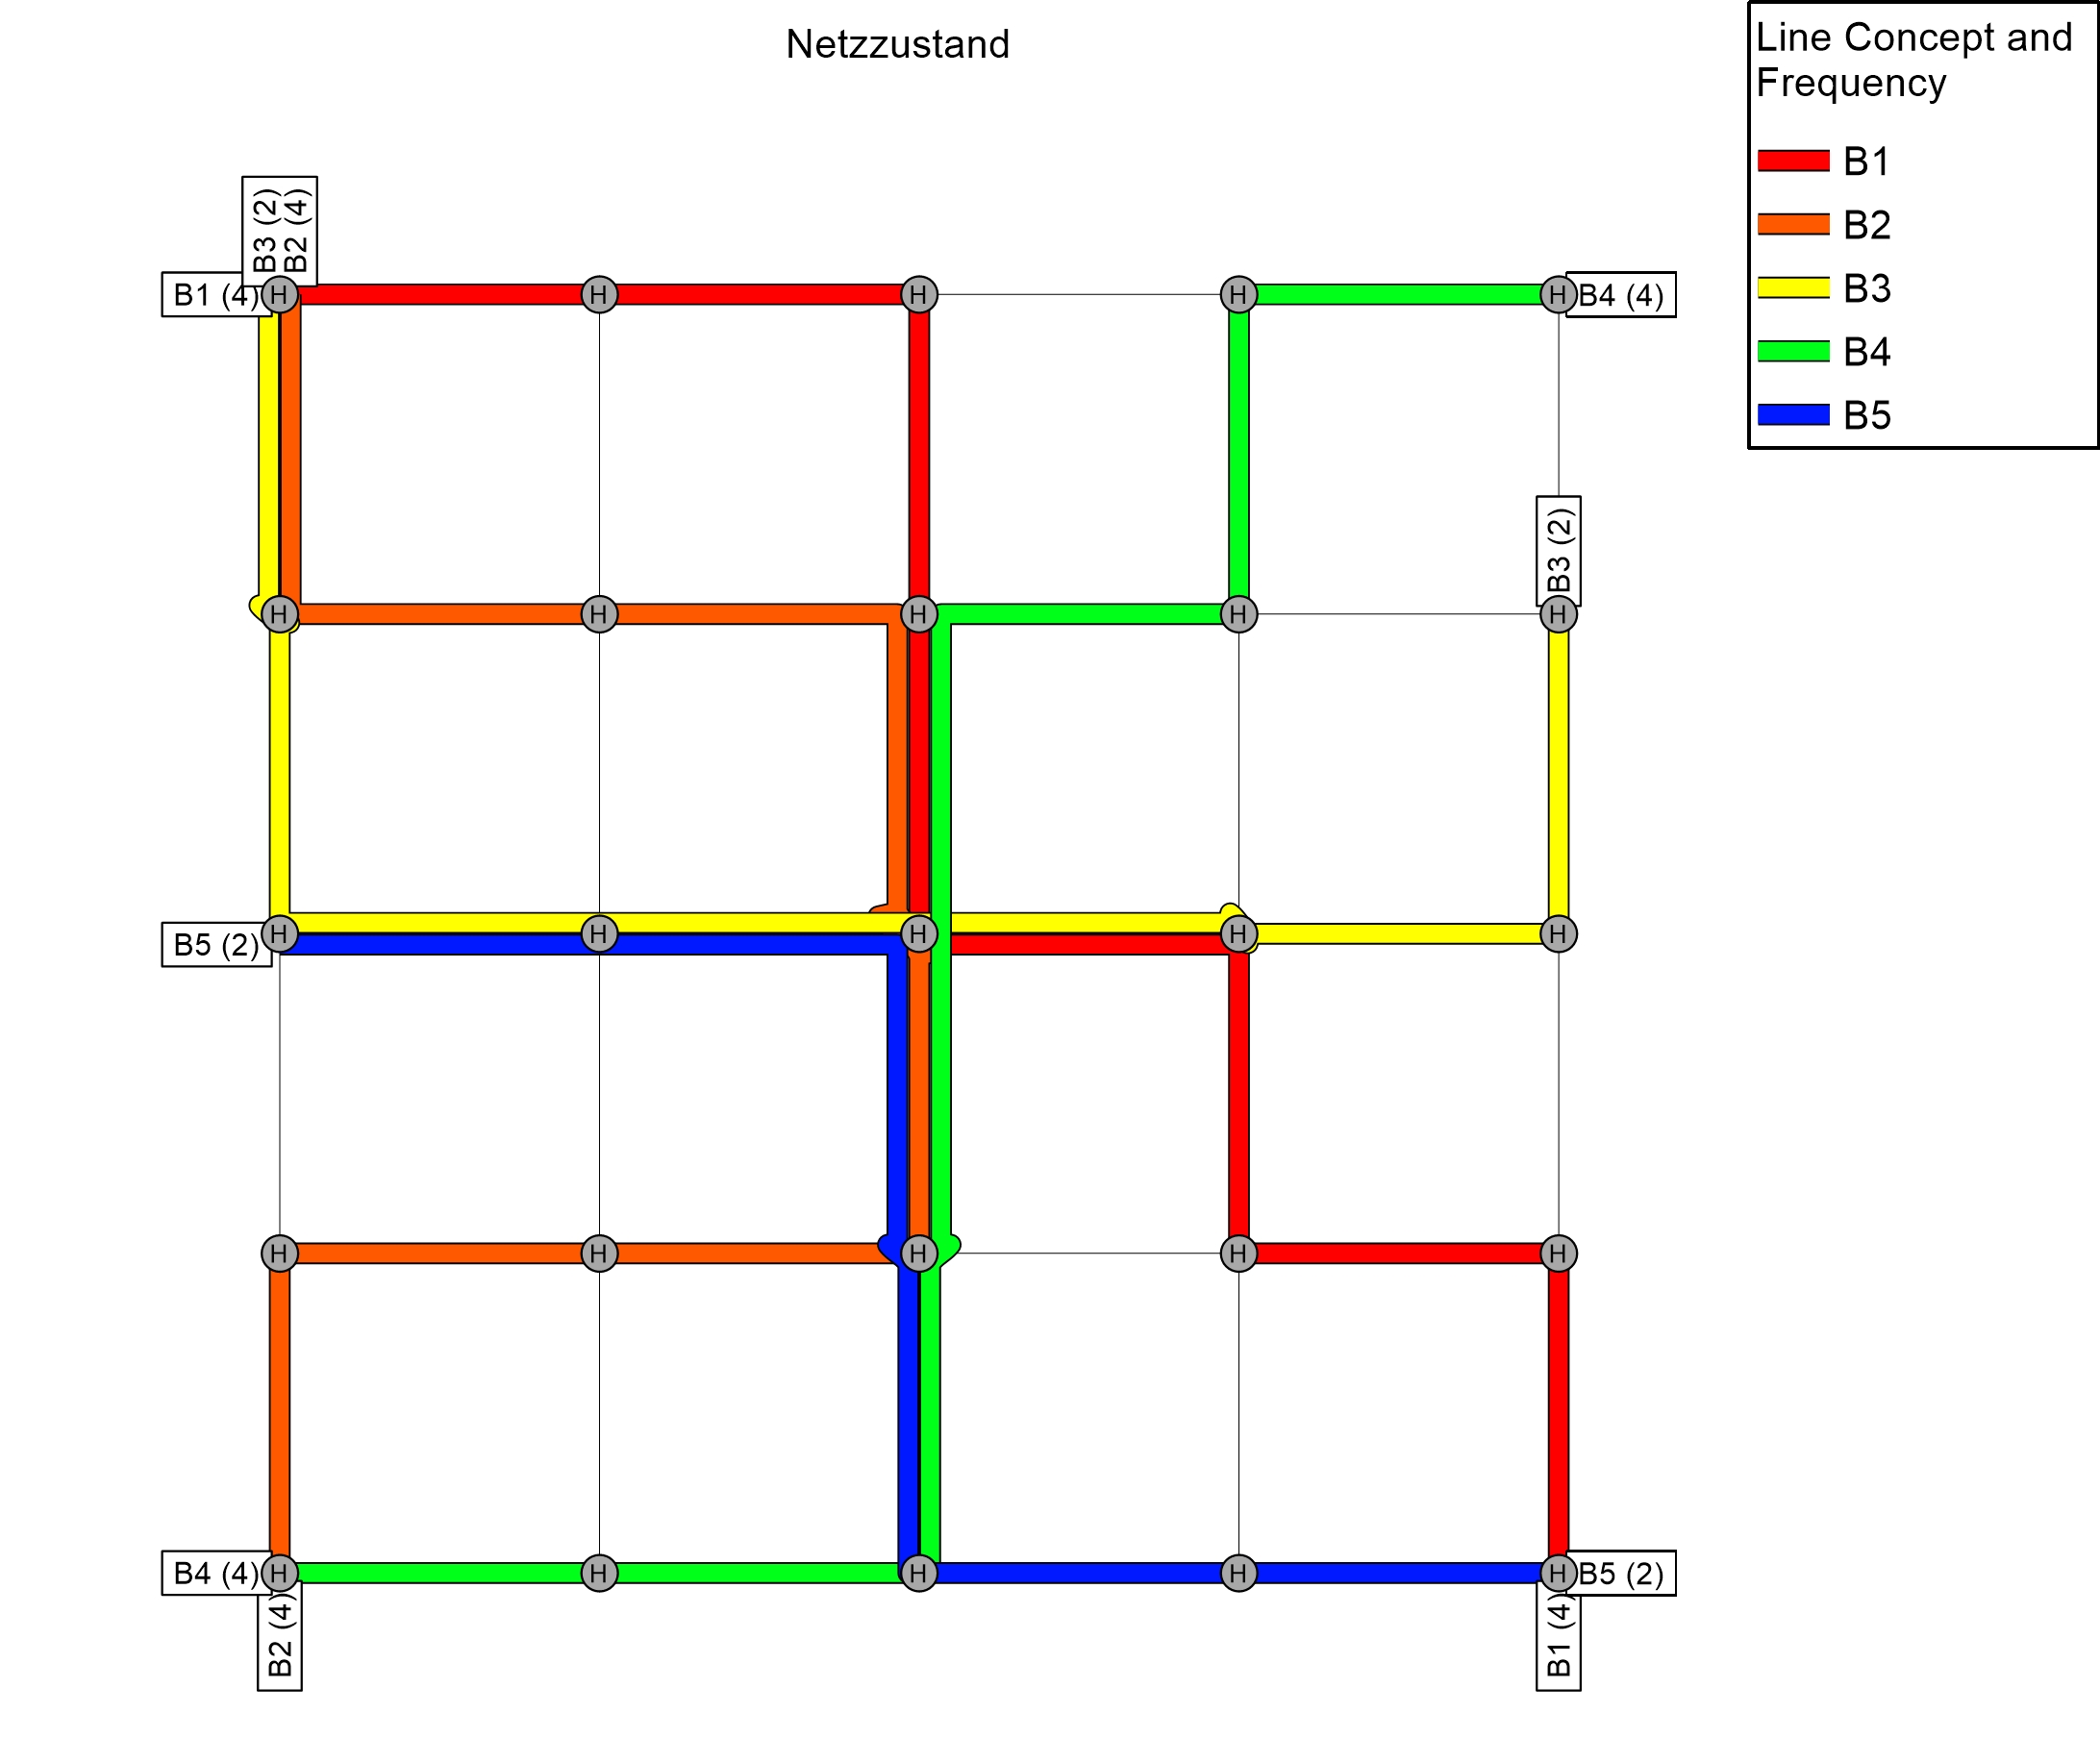 Netzzustand
Line Concept and
Frequency
B1
B2
B3
B4
B5
B3 (2)
B2 (4)
B1 (4)
H
H
H
H
H
B4 (4)
B3 (2)
H
H
H
H
H
B5 (2)
H
H
H
H
H
H
H
H
H
H
B4 (4)
H
H
H
H
H
B5 (2)
B2 (4)
B1 (4)